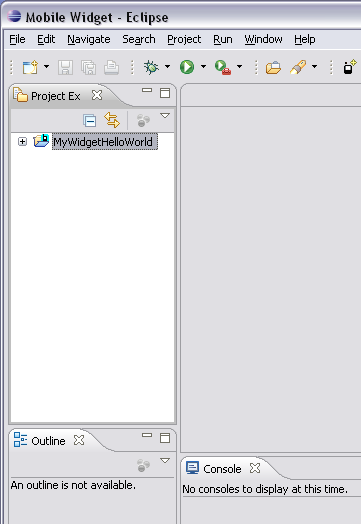 Mobile Widget - Eclipse
File Edit Navigate Search Project Run Window Help
Project Ex
MyWidgetHelloWorld
Outline
An outline is not available.
Console
No consoles to display at this time.